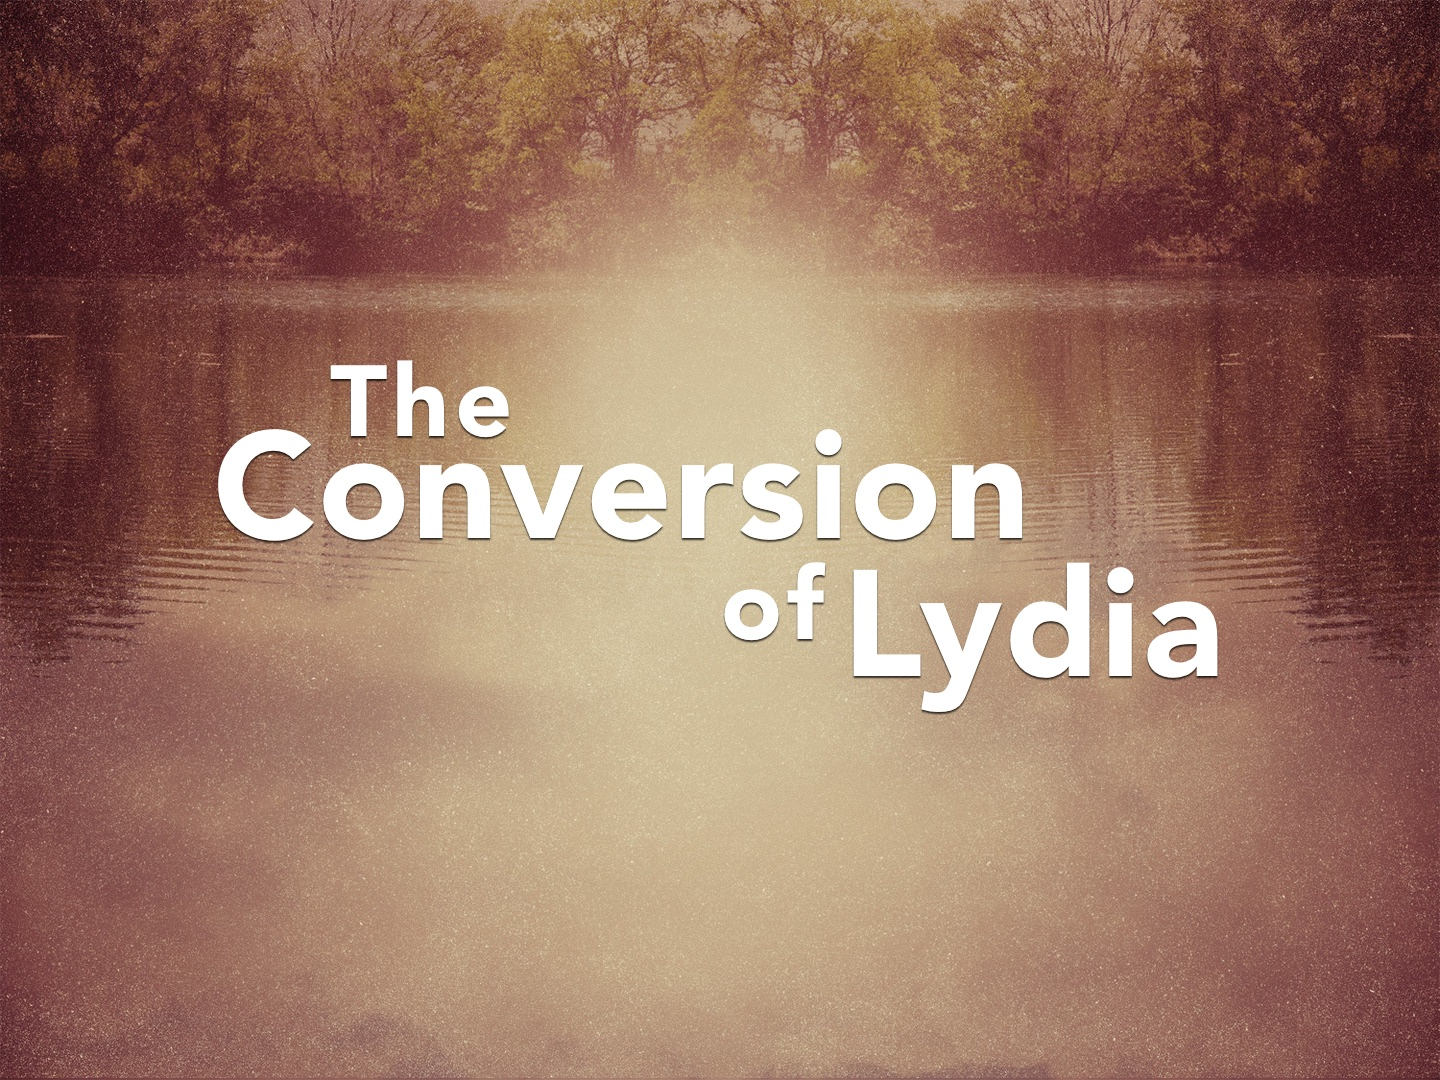 The
Conversion
of Lydia